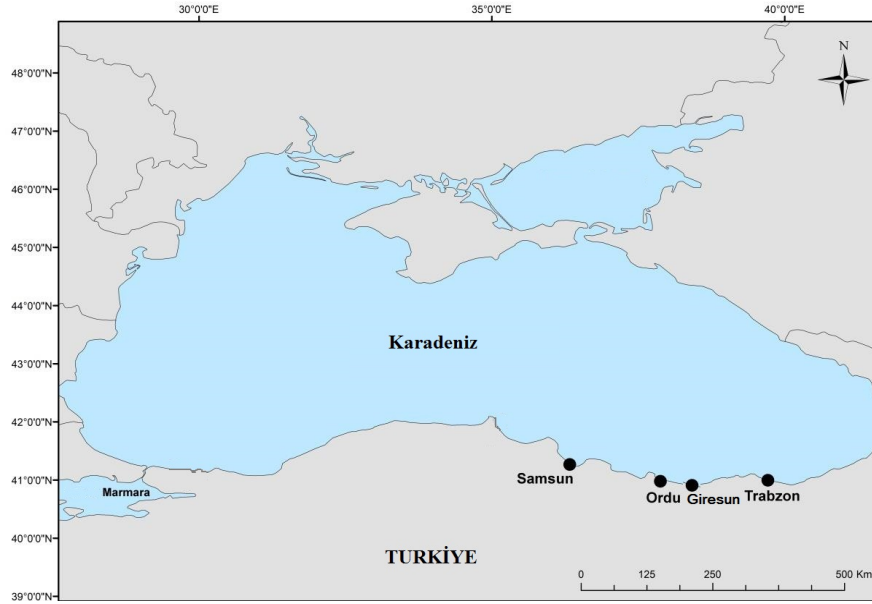 30°0'0"E 35°0'0"E 40°0'0"E
N
48°0'0"N
47°0'0"N
46°0'0"N
45°0'0"N
44°0'0"N
43°0'0"N
Karadeniz
42°0'0"N
41°0'0"N
Samsun
Marmara
Ordu Giresun Trabzon
40°0'0"N
TURKİYE
0 125 250 500 Km
39°0'0"N